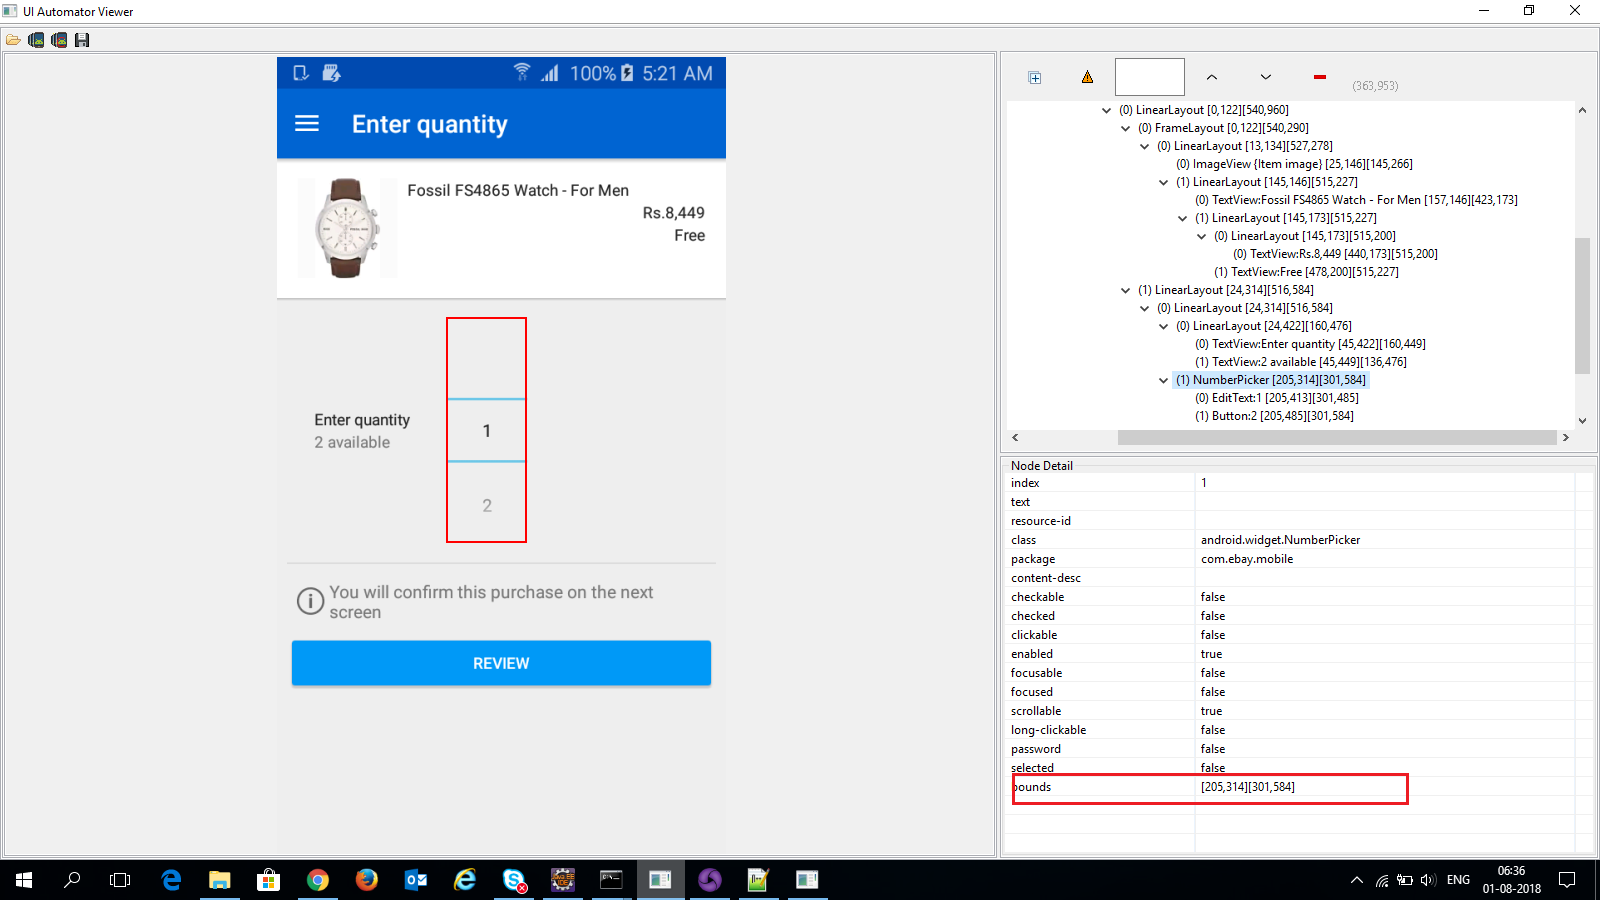 UI Automator Viewer
100% 5:21 AM
Enter quantity
Fossil FS4865 Watch - For Men
Rs.8,449
Free
1
Enter quantity
2 available
2
You will confirm this purchase on the next
screen
REVIEW
(363,953)
(0) LinearLayout [0,122][540,960]
(0) FrameLayout [0,122][540,290]
(0) LinearLayout [13,134][527,278]
(0) ImageView {Item image} [25,146][145,266]
(1) LinearLayout [145,146][515,227]
(0) TextView:Fossil FS4865 Watch - For Men [157,146][423,173]
(1) LinearLayout [145,173][515,227]
(0) LinearLayout [145,173][515,200]
(0) TextView:Rs.8,449 [440,173][515,200]
(1) TextView:Free [478,200][515,227]
(1) LinearLayout [24,314][516,584]
(0) LinearLayout [24,314][516,584]
(0) LinearLayout [24,422][160,476]
(0) TextView:Enter quantity [45,422][160,449]
(1) TextView:2 available [45,449][136,476]
(1) NumberPicker [205,314][301,584]
(0) EditText:1 [205,413][301,485]
(1) Button:2 [205,485][301,584]
Node Detail
index 1
text
resource-id
class android.widget.NumberPicker
package com.ebay.mobile
content-desc
checkable false
checked false
clickable false
enabled true
focusable false
focused false
scrollable true
long-clickable false
password false
selected false
bounds [205,314][301,584]
ENG
06:36
01-08-2018